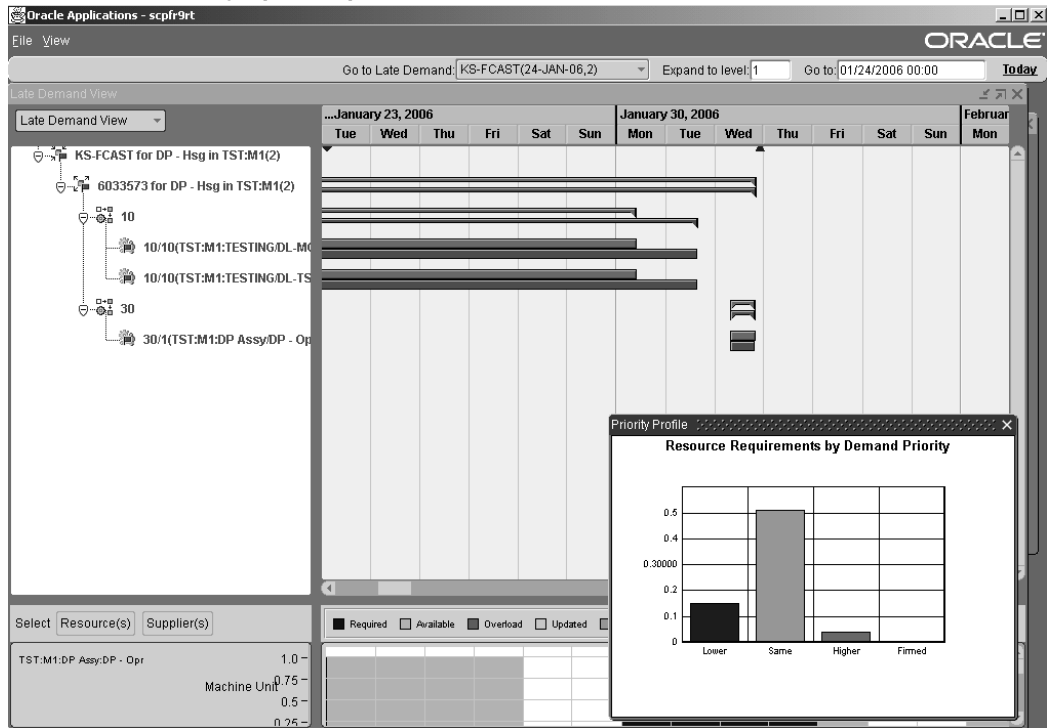 Oracle Applications - scpfr9rt
File View
ORACLE
Go to Late Demand: KS-FCAST(24-JAN-06,2) Expand to level: 1 Go to: 01/24/2006 00:00 Today
Late Demand View
Late Demand View
...January 23, 2006 January 30, 2006 Februar
Tue Wed Thu Fri Sat Sun Mon Tue Wed Thu Fri Sat Sun Mon
KS-FCAST for DP - Hsg in TST:M1(2)
6033573 for DP - Hsg in TST:M1(2)
10
10/10(TST:M1:TESTING/DL-MC
10/10(TST:M1:TESTING/DL-TS
30
30/1(TST:M1:DP Assy/DP - Op
Priority Profile
Resource Requirements by Demand Priority
0.5
0.4
0.30000
0.2
0.1
0
Lower Same Higher Firmed
Select Resource(s) Supplier(s)
Required Available Overload Updated
TST:M1:DP Assy:DP - Opr
Machine Unit
1.0
0.75
0.5
0.25